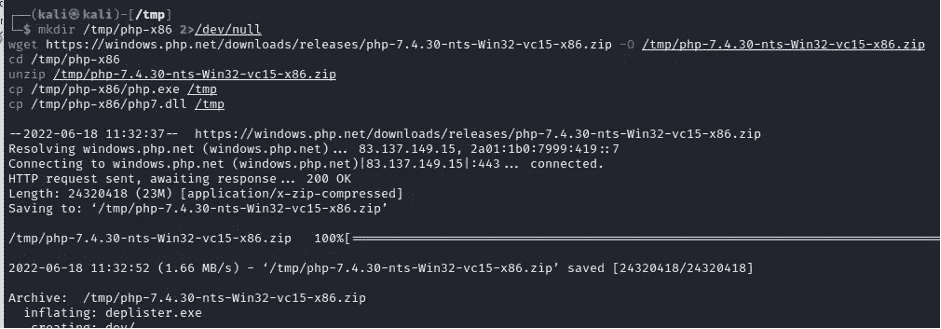 ┌──(kali㉿kali)-[/tmp]
└─$ mkdir /tmp/php-x86 2>/dev/null
wget https://windows.php.net/downloads/releases/php-7.4.30-nts-Win32-vc15-x86.zip -O /tmp/php-7.4.30-nts-Win32-vc15-x86.zip
cd /tmp/php-x86
unzip /tmp/php-7.4.30-nts-Win32-vc15-x86.zip
cp /tmp/php-x86/php.exe /tmp
cp /tmp/php-x86/php7.dll /tmp
--2022-06-18 11:32:37-- https://windows.php.net/downloads/releases/php-7.4.30-nts-Win32-vc15-x86.zip
Resolving windows.php.net (windows.php.net)... 83.137.149.15, 2a01:1b0:7999:419::7
Connecting to windows.php.net (windows.php.net)|83.137.149.15|:443... connected.
HTTP request sent, awaiting response... 200 OK
Length: 24320418 (23M) [application/x-zip-compressed]
Saving to: ‘/tmp/php-7.4.30-nts-Win32-vc15-x86.zip’
/tmp/php-7.4.30-nts-Win32-vc15-x86.zip 100%[=================================================
2022-06-18 11:32:52 (1.66 MB/s) - ‘/tmp/php-7.4.30-nts-Win32-vc15-x86.zip’ saved [24320418/24320418]
Archive: /tmp/php-7.4.30-nts-Win32-vc15-x86.zip
inflating: deplister.exe
creating: dev/